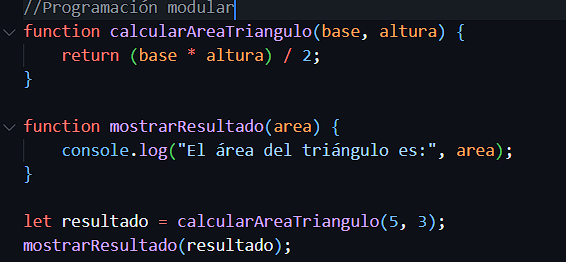 //Programación modular
function calcularAreaTriangulo(base, altura) {
    return (base * altura) / 2;
}

function mostrarResultado(area) {
    console.log("El área del triángulo es:", area);
}

let resultado = calcularAreaTriangulo(5, 3);
mostrarResultado(resultado);